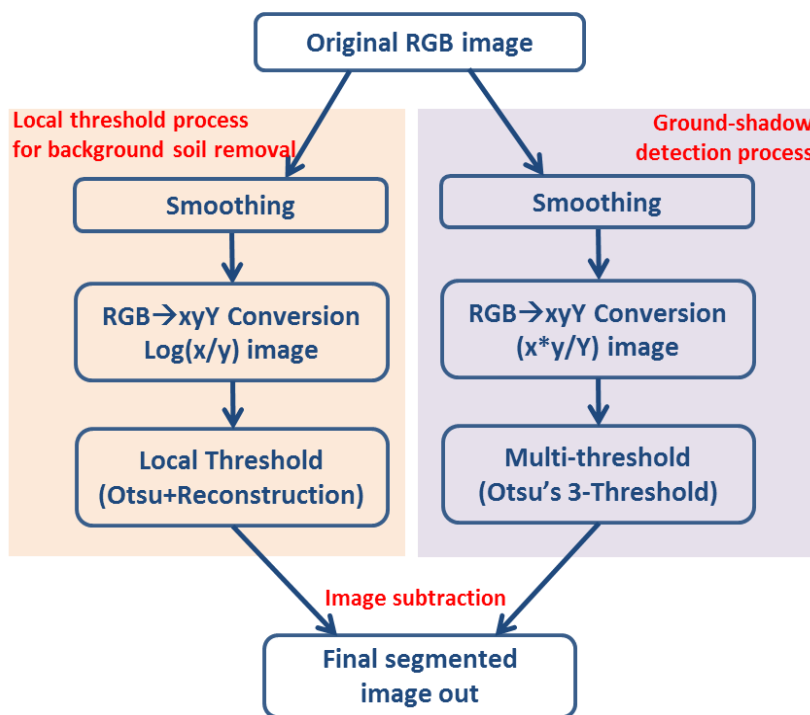 Original RGB image
Local threshold process
for background soil removal
Ground-shadow
detection process
Smoothing
Smoothing
RGB→xyY Conversion
Log(x/y) image
RGB→xyY Conversion
(x*y/Y) image
Local Threshold
(Otsu+Reconstruction)
Multi-threshold
(Otsu's 3-Threshold)
Image subtraction
Final segmented
image out